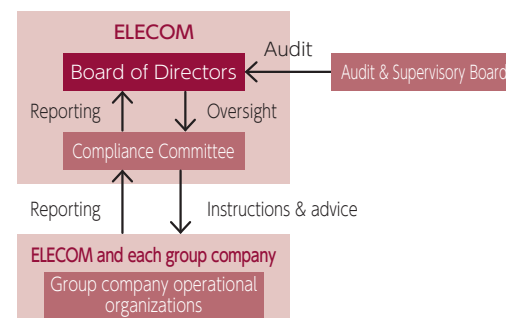 ELECOM
Audit
Board of Directors
Audit & Supervisory Board
Reporting
Oversight
Compliance Committee
Reporting
Instructions & advice
ELECOM and each group company
Group company operational
organizations